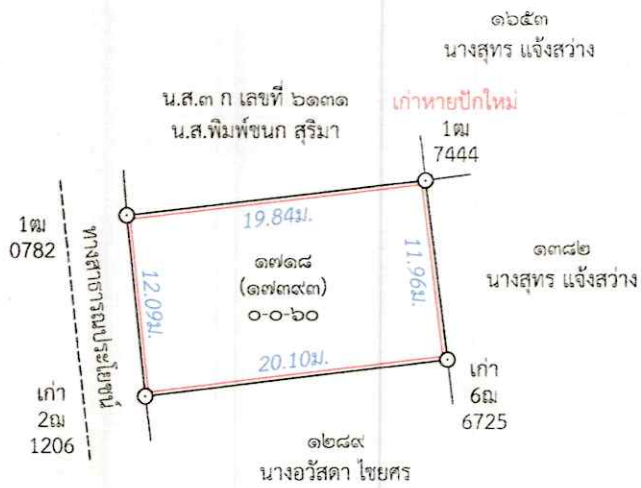 ๑๖๕๓
นางสุทร แจ้งสว่าง
น.ส.๓ ก เลขที่ ๖๑๓๑
น.ส.พิมพ์ชนก สุริมา
เก่าหายปักใหม่
1ฒ
7444
1ฒ
0782
ทางสาธารณประโยชน์
19.84ม.
12.09ม.
๑๗๑๘
(๑๗๓๙๓)
๐-๐-๖๐
11.96ม.
20.10ม.
๑๓๘๒
นางสุทร แจ้งสว่าง
เก่า
2ฌ
1206
เก่า
6ฌ
6725
๑๒๘๙
นางอวัสดา ไชยศร